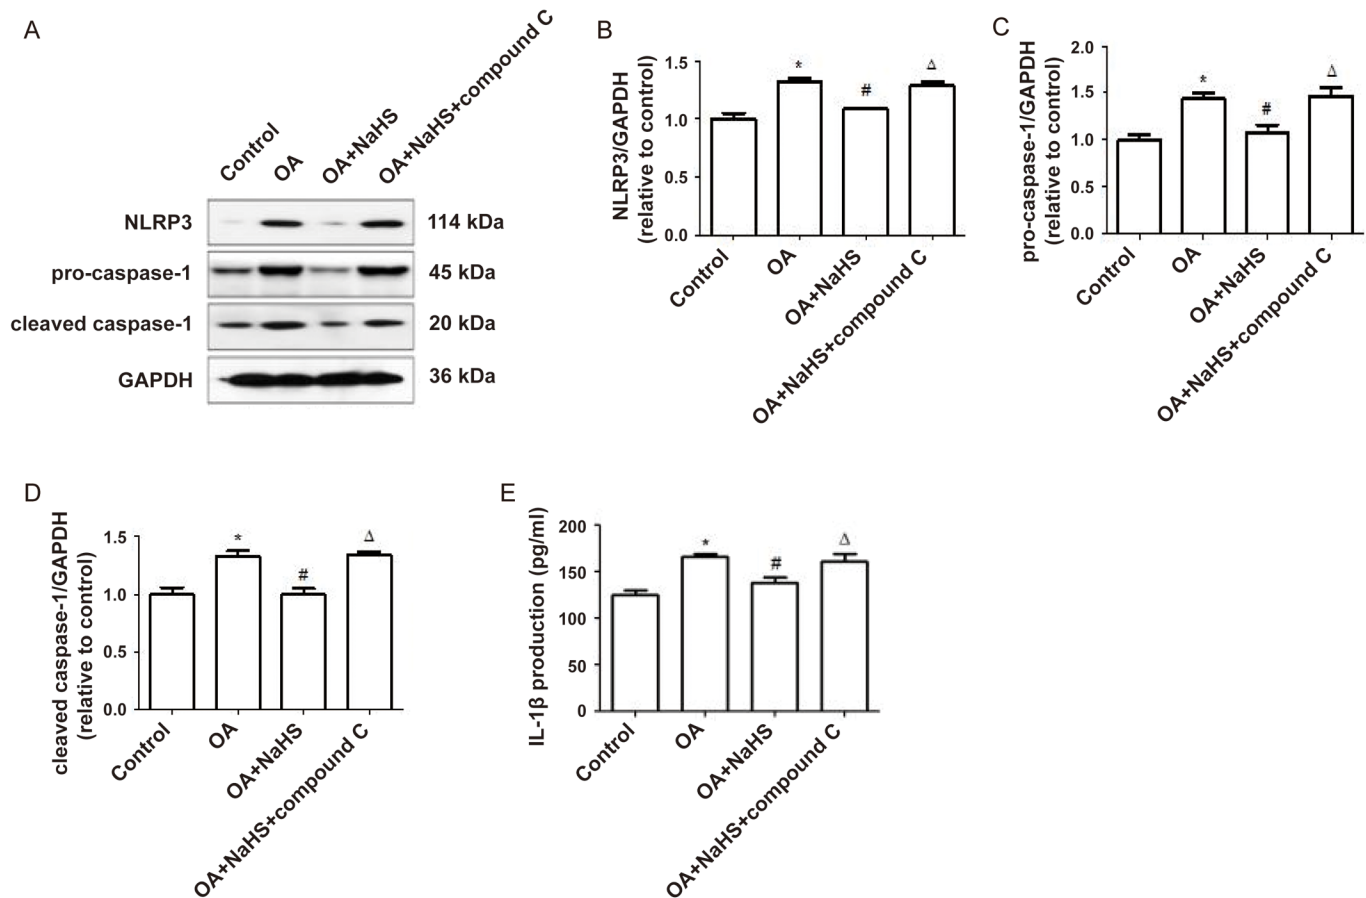 A
Control
OA
OA+NaHS
OA+NaHS+compound C
NLRP3
114 kDa
pro-caspase-1
45 kDa
cleaved caspase-1
20 kDa
GAPDH
36 kDa
B
NLRP3/GAPDH
(relative to control)
1.5
1.0
0.5
0.0
*
#
Δ
Control
OA
OA+NaHS
OA+NaHS+compound C
C
pro-caspase-1/GAPDH
(relative to control)
2.0
1.5
1.0
0.5
0.0
*
#
Δ
Control
OA
OA+NaHS
OA+NaHS+compound C
D
cleaved caspase-1/GAPDH
(relative to control)
1.5
1.0
0.5
0.0
*
#
Δ
Control
OA
OA+NaHS
OA+NaHS+compound C
E
IL-1β production (pg/ml)
200
150
100
50
0
*
#
Δ
Control
OA
OA+NaHS
OA+NaHS+compound C